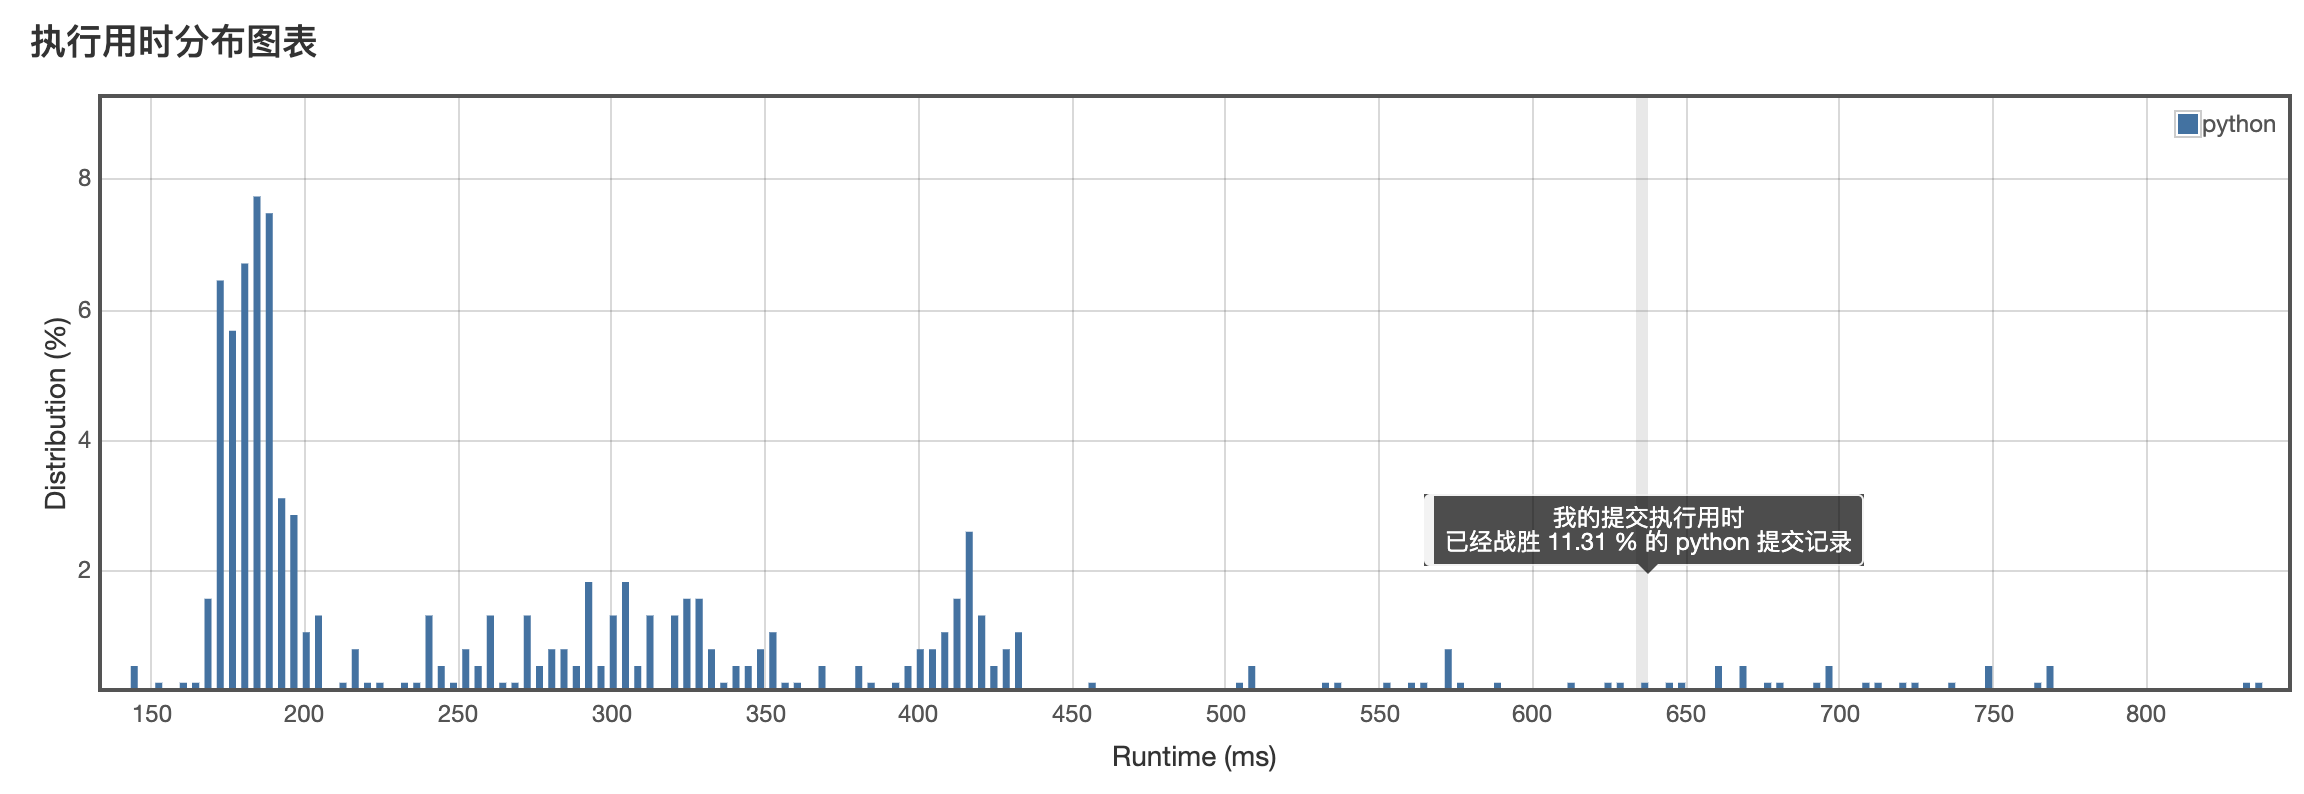 执行用时分布图表
python
8
6
4
2
Distribution (%)
我的提交执行用时
已经战胜 11.31 % 的 python 提交记录
150 200 250 300 350 400 450 500 550 600 650 700 750 800
Runtime (ms)